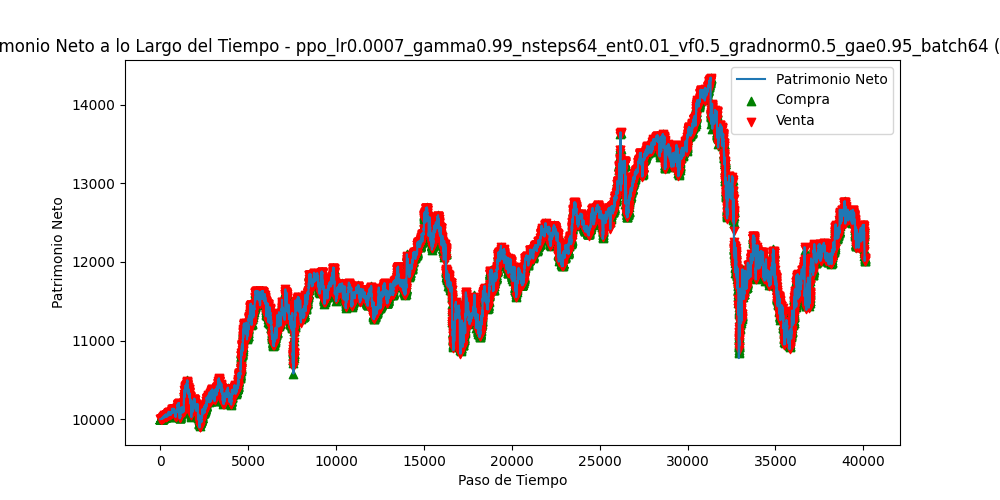 monio Neto a lo Largo del Tiempo - ppo_lr0.0007_gamma0.99_nsteps64_ent0.01_vf0.5_gradnorm0.5_gae0.95_batch64 (
Patrimonio Neto
Compra
Venta
14000
13000
12000
11000
10000
Patrimonio Neto
0 5000 10000 15000 20000 25000 30000 35000 40000
Paso de Tiempo